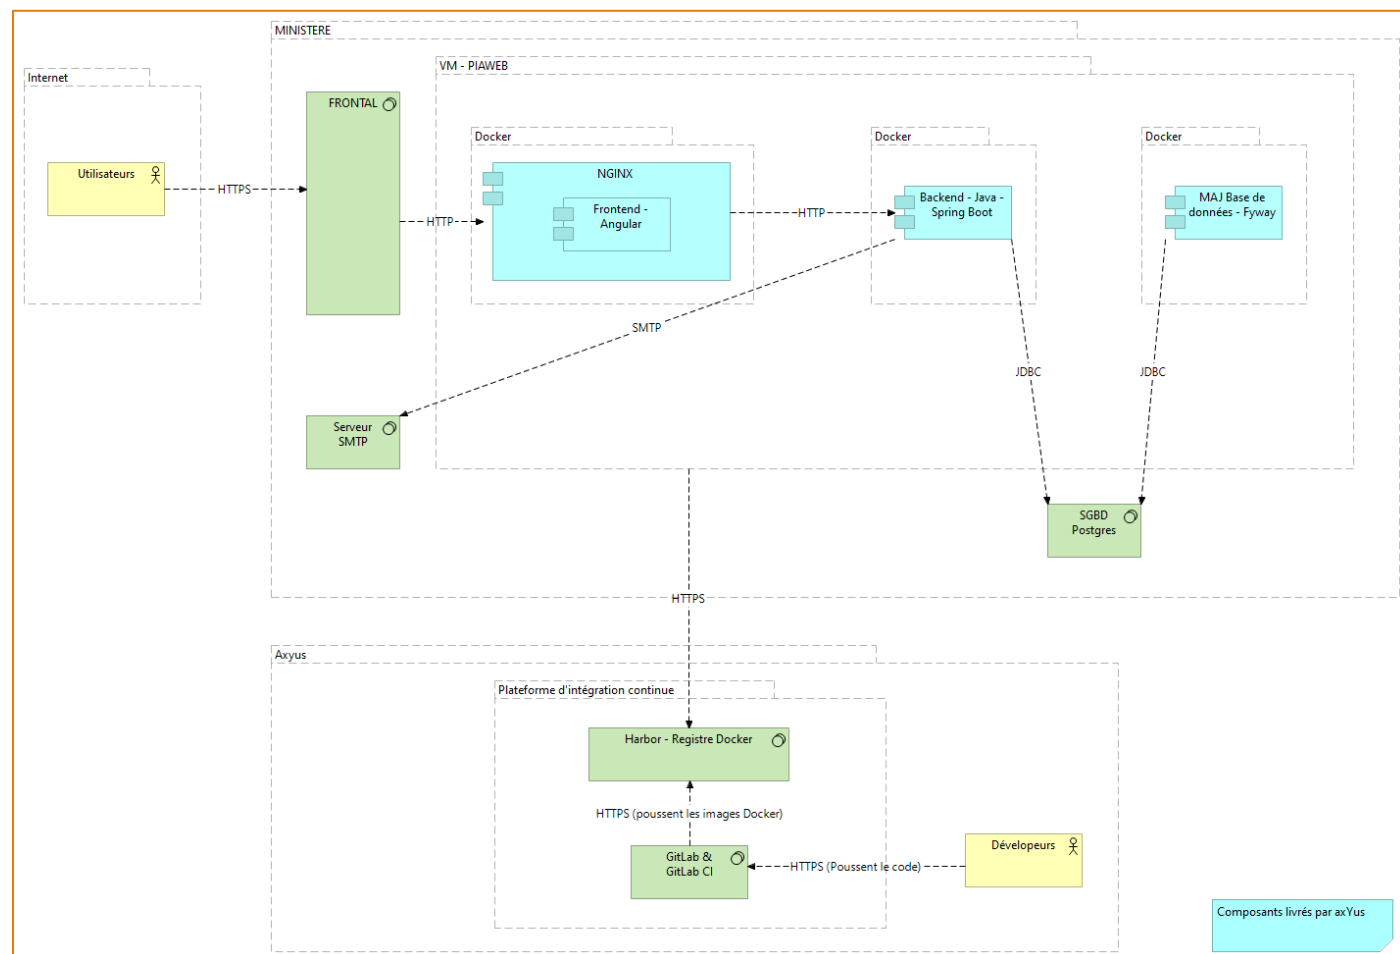 MINISTERE
VM - PIAWEB
Internet
FRONTAL
Docker
Docker
Docker
Utilisateurs
HTTPS
NGINX
Frontend -
Angular
HTTP
HTTP
Backend - Java -
Spring Boot
MAJ Base de
données - Fyway
SMTP
JDBC
JDBC
Serveur
SMTP
SGBD
Postgres
HTTPS
Axyus
Plateforme d'intégration continue
Harbor - Registre Docker
HTTPS (poussent les images Docker)
GitLab &
GitLab CI
HTTPS (Poussent le code)
Dévelopeurs
Composants livrés par axYus